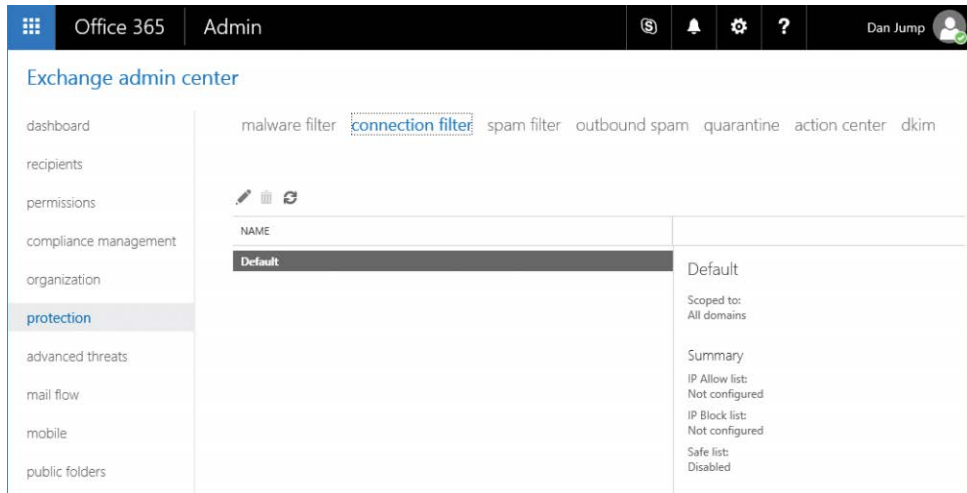 Office 365 Admin ? Dan Jump
Exchange admin center
dashboard
recipients
permissions
compliance management
organization
protection
advanced threats
mail flow
mobile
public folders
malware filter connection filter spam filter outbound spam quarantine action center dkim
NAME
Default
Default
Scoped to:
All domains
Summary
IP Allow list:
Not configured
IP Block list:
Not configured
Safe list:
Disabled